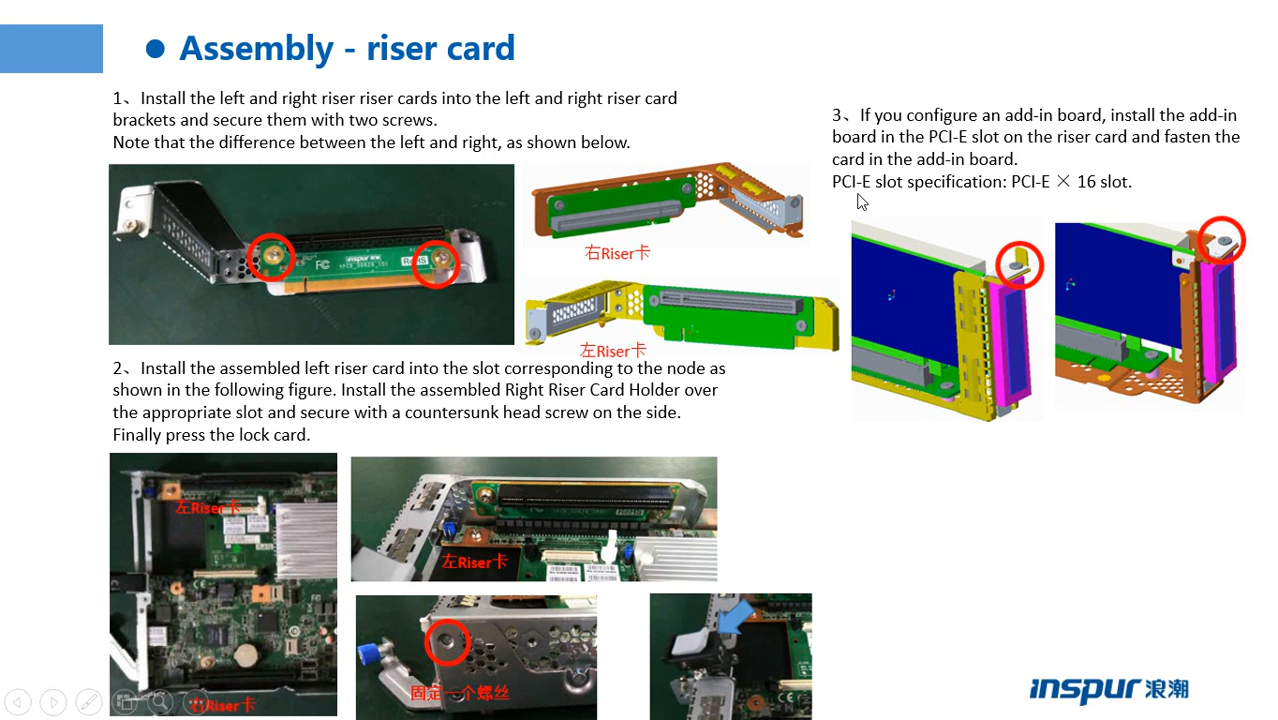 Assembly - riser card
1、Install the left and right riser riser cards into the left and right riser card
brackets and secure them with two screws.
Note that the difference between the left and right, as shown below.
右Riser卡
左Riser卡
2、Install the assembled left riser card into the slot corresponding to the node as
shown in the following figure. Install the assembled Right Riser Card Holder over
the appropriate slot and secure with a countersunk head screw on the side.
Finally press the lock card.
左Riser卡
右Riser卡
左Riser卡
固定一个螺丝
3、If you configure an add-in board, install the add-in
board in the PCI-E slot on the riser card and fasten the
card in the add-in board.
PCI-E slot specification: PCI-E × 16 slot.
inspur 浪潮